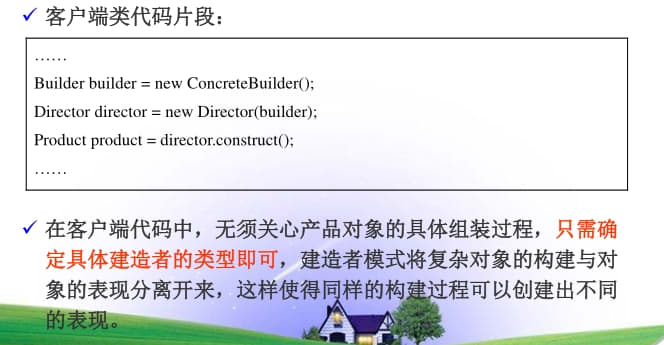 ✓ 客户端类代码片段：
……
Builder builder = new ConcreteBuilder();
Director director = new Director(builder);
Product product = director.construct();
……
✓ 在客户端代码中，无须关心产品对象的具体组装过程，只需确
定具体建造者的类型即可，建造者模式将复杂对象的构建与对
象的表现分离开来，这样使得同样的构建过程可以创建出不同
的表现。